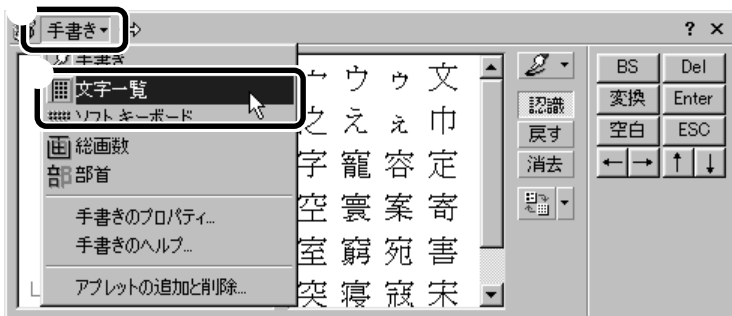 手書き
? ×
手書き
文字一覧
ソフトキーボード
総画数
部首
手書きのプロパティ...
手書きのヘルプ...
アプレットの追加と削除...
ゥ ウ ゥ 文
之 え ぇ 巾
字 寵 容 定
空 寰 案 寄
室 窮 宛 害
突 寝 寇 宋
認識
戻す
消去
BS Del
変換 Enter
空白 ESC
← → ↑ ↓